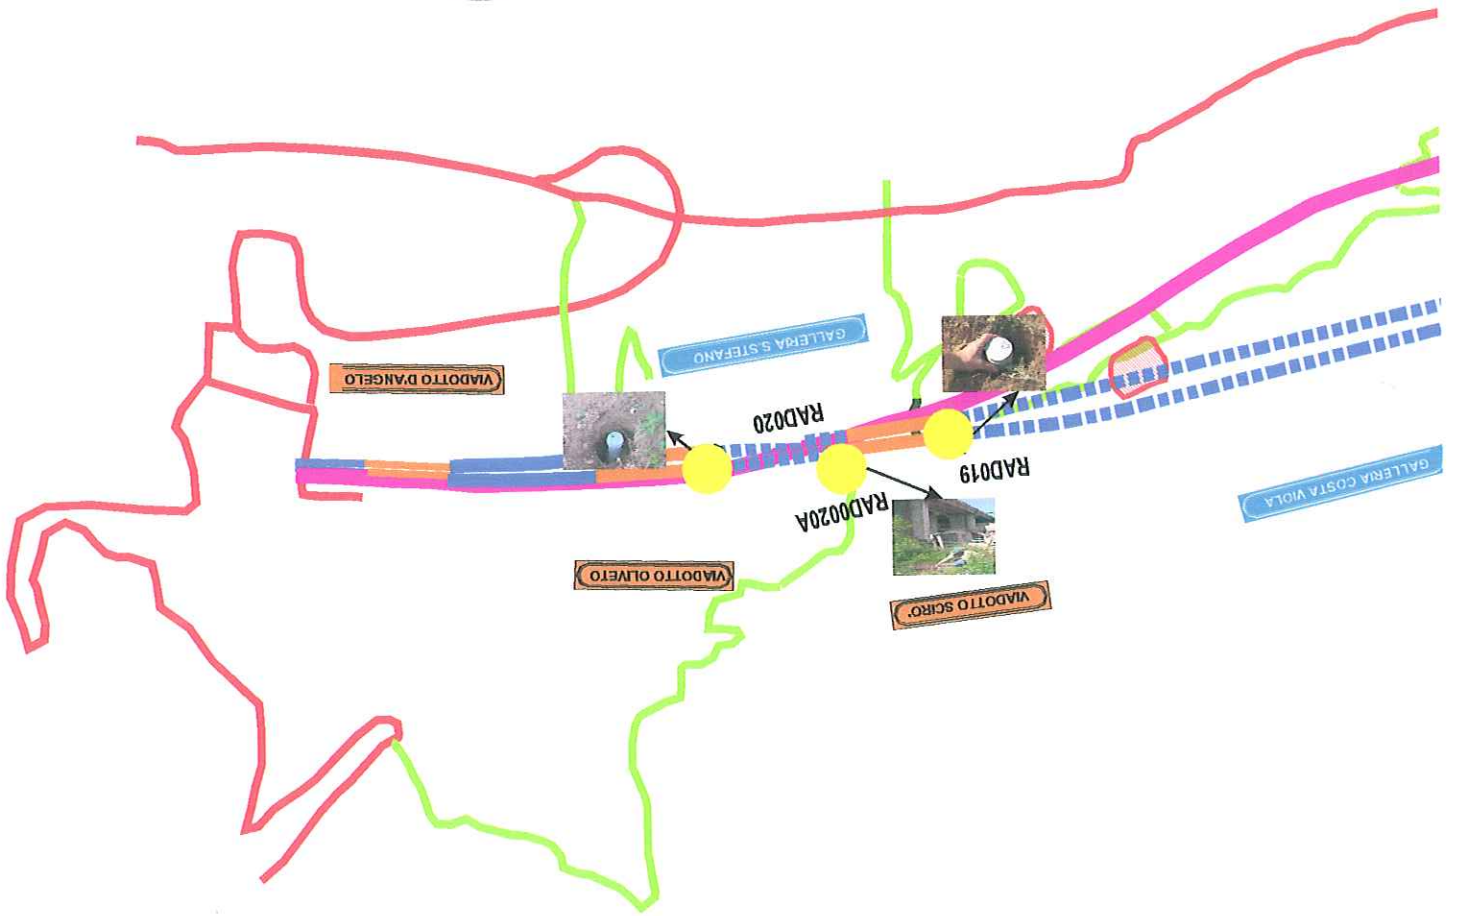 GALLERIA COSTA VIOLA
VIADOTTO SCIRO'
VIADOTTO OLIVETO
RAD0020A
RAD019
RAD020
VIADOTTO D'ANGELO
GALLERIA S.STEFANO